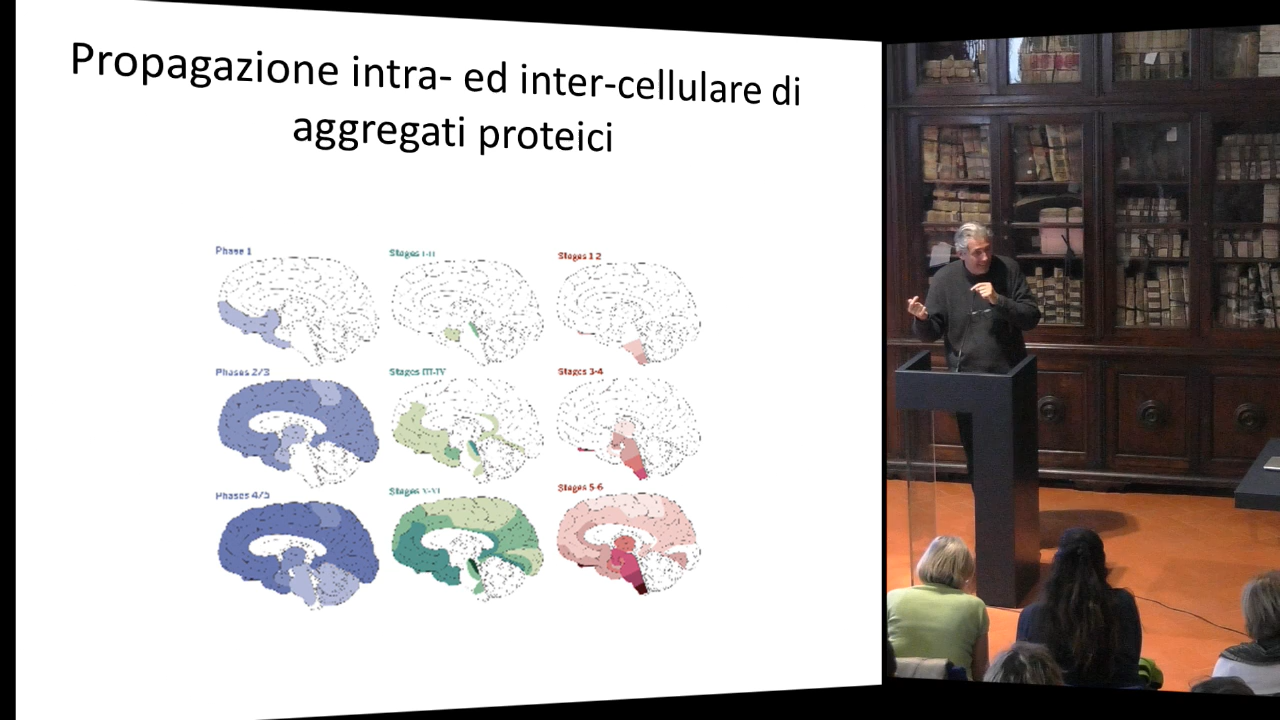 Propagazione intra- ed inter-cellulare di
aggregati proteici
Phase 1
Stages I-II
Stages 1 2
Phases 2/3
Stages III-IV
Stages 3-4
Phases 4/5
Stages V-VI
Stages 5-6